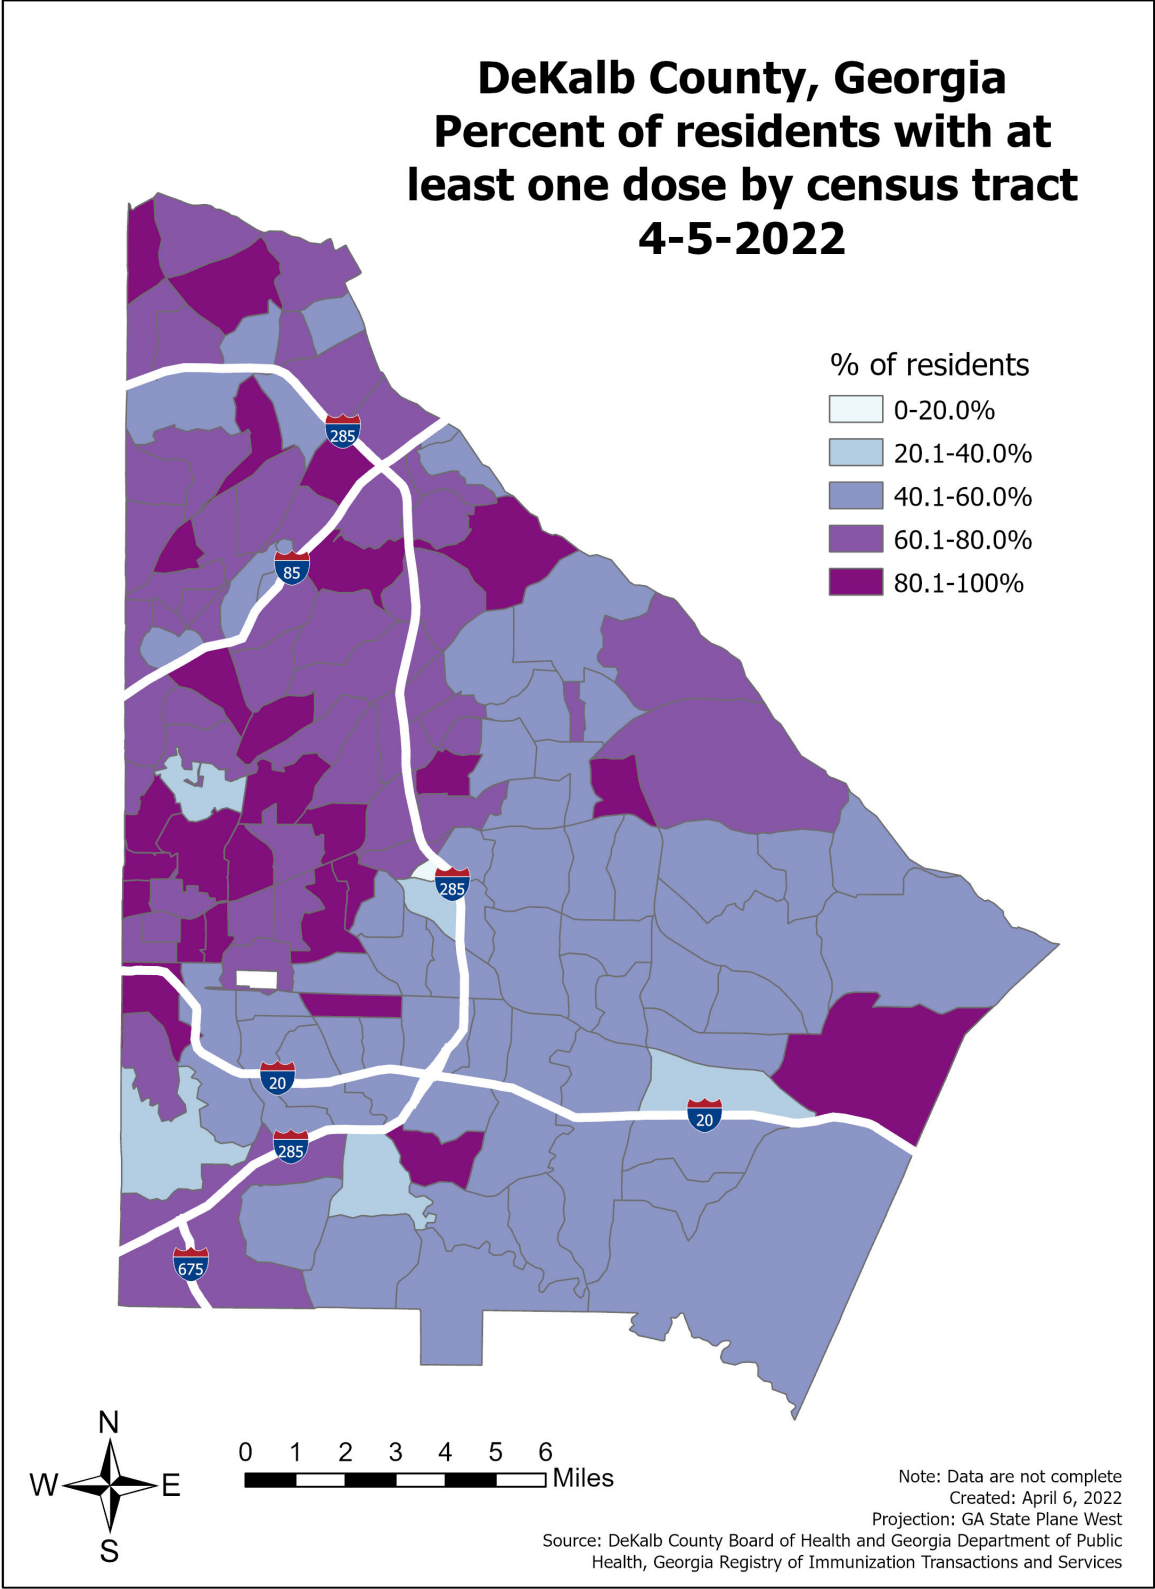 DeKalb County, Georgia
Percent of residents with at
least one dose by census tract
4-5-2022
% of residents
0-20.0%
20.1-40.0%
40.1-60.0%
60.1-80.0%
80.1-100%
285
85
285
20
20
285
675
N
W E
S
0 1 2 3 4 5 6
Miles
Note: Data are not complete
Created: April 6, 2022
Projection: GA State Plane West
Source: DeKalb County Board of Health and Georgia Department of Public
Health, Georgia Registry of Immunization Transactions and Services